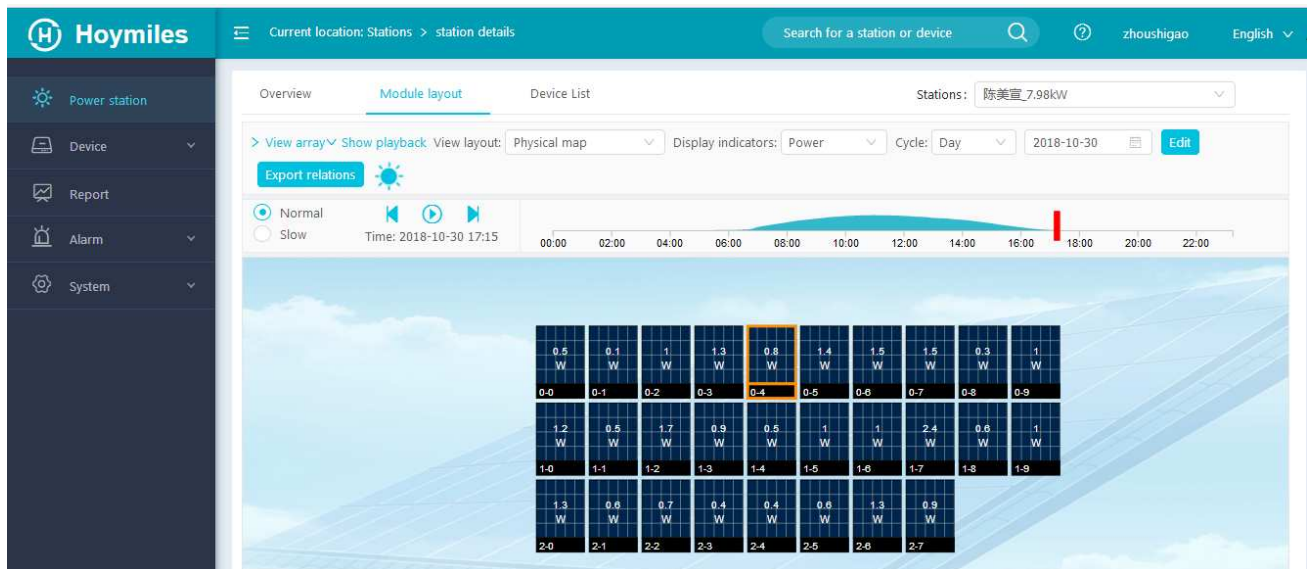 Hoymiles
Current location: Stations > station details
Search for a station or device
zhoushigao
English
Power station
Device
Report
Alarm
System
Overview
Module layout
Device List
Stations: 陈美宣_7.98kW
> View array Show playback View layout: Physical map Display indicators: Power Cycle: Day 2018-10-30 Edit
Export relations
Normal
Slow
Time: 2018-10-30 17:15
00:00 02:00 04:00 06:00 08:00 10:00 12:00 14:00 16:00 18:00 20:00 22:00
0.5 0.1 1 1.3 0.8 1.4 1.5 1.5 0.3 1
W W W W W W W W W W
0-0 0-1 0-2 0-3 0-4 0-5 0-6 0-7 0-8 0-9
1.2 0.5 1.7 0.9 0.5 1 1 2.4 0.6 1
W W W W W W W W W W
1-0 1-1 1-2 1-3 1-4 1-5 1-6 1-7 1-8 1-9
1.3 0.6 0.7 0.4 0.4 0.6 1.3 0.9
W W W W W W W W
2-0 2-1 2-2 2-3 2-4 2-5 2-6 2-7